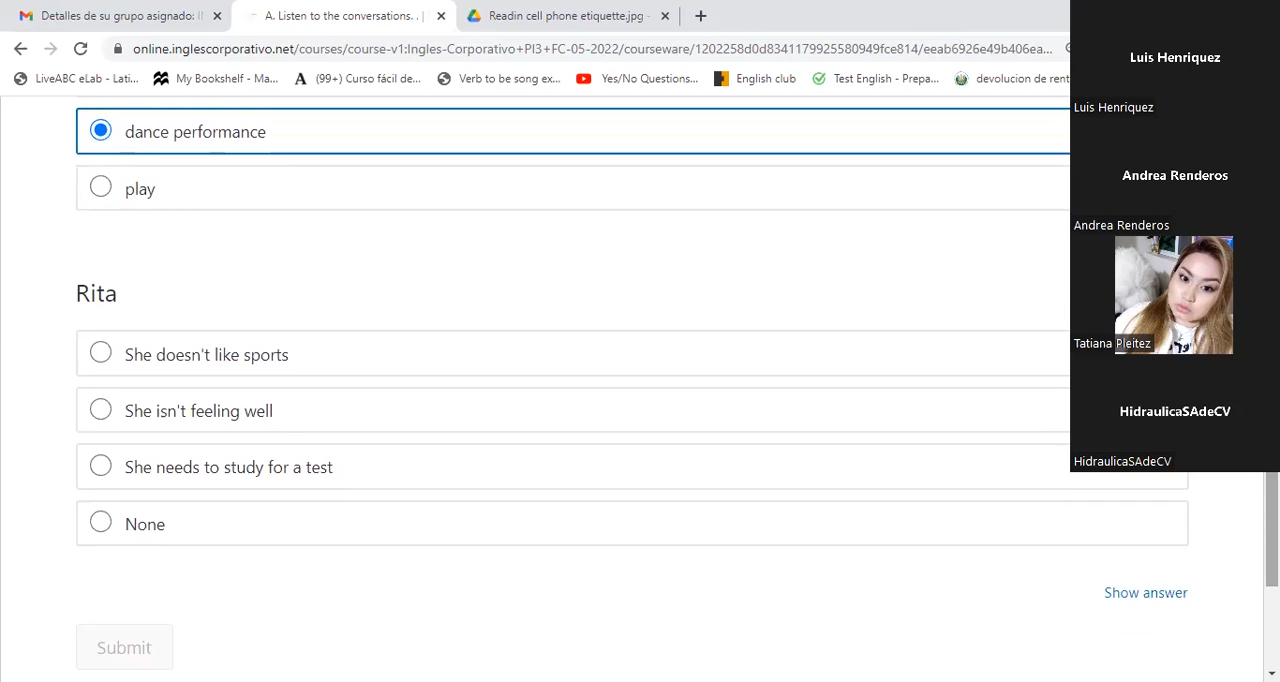 Detalles de su grupo asignado: I
A. Listen to the conversations. . |
Readin cell phone etiquette.jpg -
online.inglescorporativo.net/courses/course-v1:Ingles-Corporativo+PI3+FC-05-2022/courseware/1202258d0d8341179925580949fce814/eeab6926e49b406ea...
LiveABC eLab - Lati...
My Bookshelf - Ma...
(99+) Curso fácil de...
Verb to be song ex...
Yes/No Questions...
English club
Test English - Prepa...
devolucion de rent
dance performance
play
Rita
She doesn't like sports
She isn't feeling well
She needs to study for a test
None
Show answer
Submit
Luis Henriquez
Luis Henriquez
Andrea Renderos
Andrea Renderos
Tatiana Pleitez
HidraulicaSAdeCV
HidraulicaSAdeCV